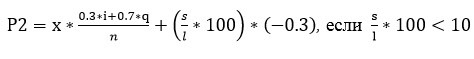 P2 = x * (0.3*i+0.7*q)/n + (s/l * 100) * (−0.3), если s/l * 100 < 10